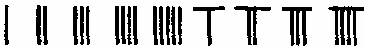 𝍠 𝍡 𝍢 𝍣 𝍤 𝍥 𝍦 𝍧 𝍨